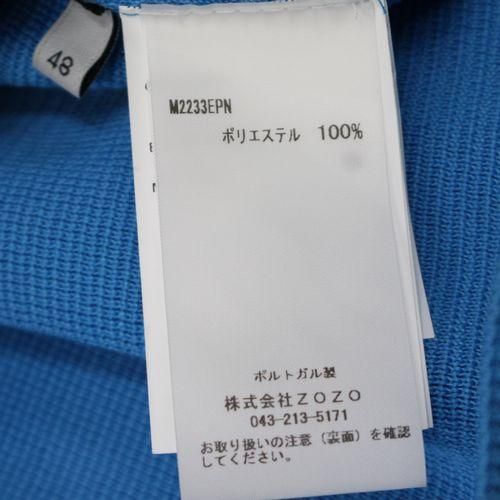 48
M2233EPN
ポリエステル 100%
ポルトガル製
株式会社ZOZO
043-213-5171
お取り扱いの注意(裏面)を確認
してください。